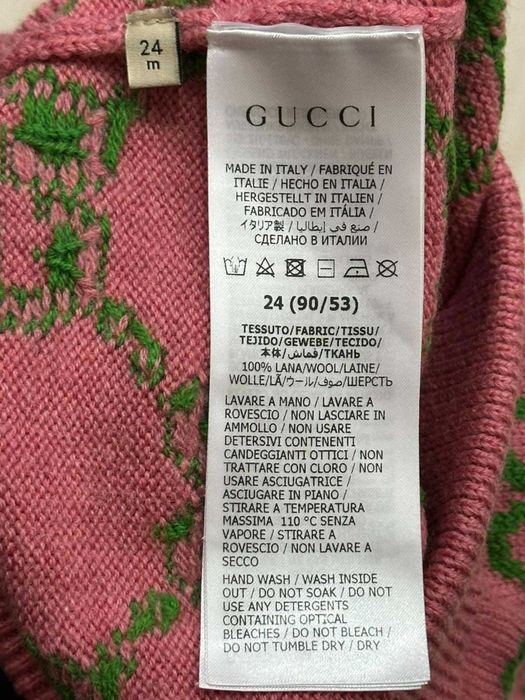 24
m
GUCCI
MADE IN ITALY / FABRIQUÉ EN
ITALIE / HECHO EN ITALIA /
HERGESTELLT IN ITALIEN /
FABRICADO EM ITÁLIA /
イタリア製 / صنع في إيطاليا /
СДЕЛАНО В ИТАЛИИ
24 (90/53)
TESSUTO/FABRIC/TISSU/
TEJIDO/GEWEBE/TECIDO/
本体/قماش/ТКАНЬ
100% LANA/WOOL/LAINE/
WOLLE/LÃ/ウール/صوف/ШЕРСТЬ
LAVARE A MANO / LAVARE A
ROVESCIO / NON LASCIARE IN
AMMOLLO / NON USARE
DETERSIVI CONTENENTI
CANDEGGIANTI OTTICI / NON
TRATTARE CON CLORO / NON
USARE ASCIUGATRICE /
ASCIUGARE IN PIANO /
STIRARE A TEMPERATURA
MASSIMA 110 °C SENZA
VAPORE / STIRARE A
ROVESCIO / NON LAVARE A
SECCO
HAND WASH / WASH INSIDE
OUT / DO NOT SOAK / DO NOT
USE ANY DETERGENTS
CONTAINING OPTICAL
BLEACHES / DO NOT BLEACH /
DO NOT TUMBLE DRY / DRY